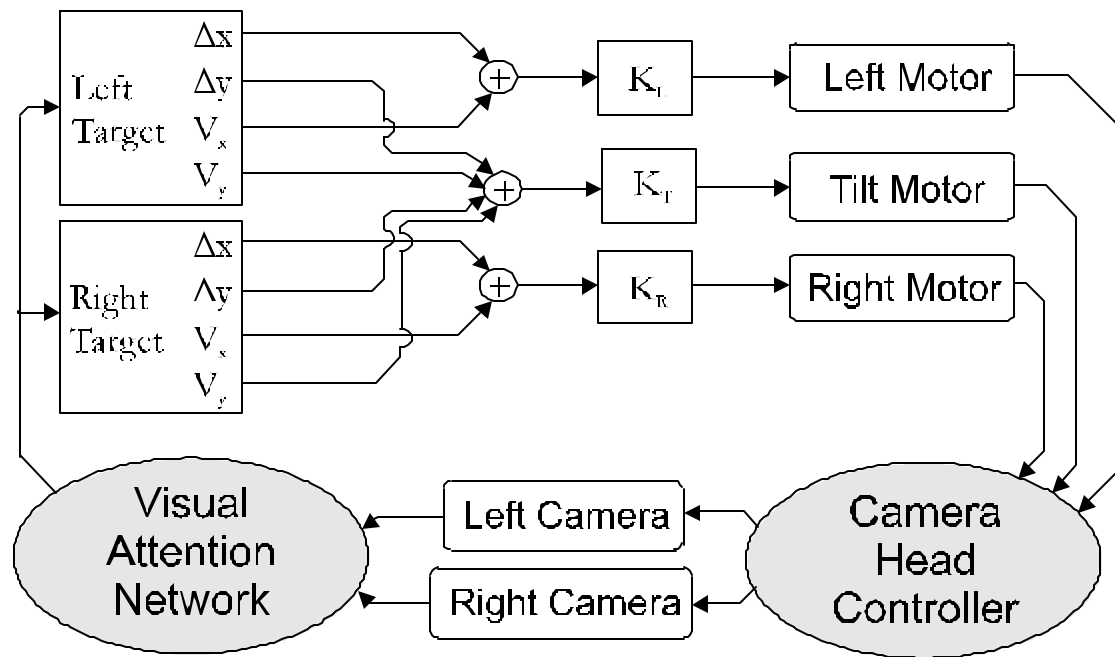 Left
Target
Δx
Δy
Vx
Vy
+
KL
Left Motor
+
KT
Tilt Motor
Right
Target
Δx
Δy
Vx
Vy
+
KR
Right Motor
Visual
Attention
Network
Left Camera
Right Camera
Camera
Head
Controller